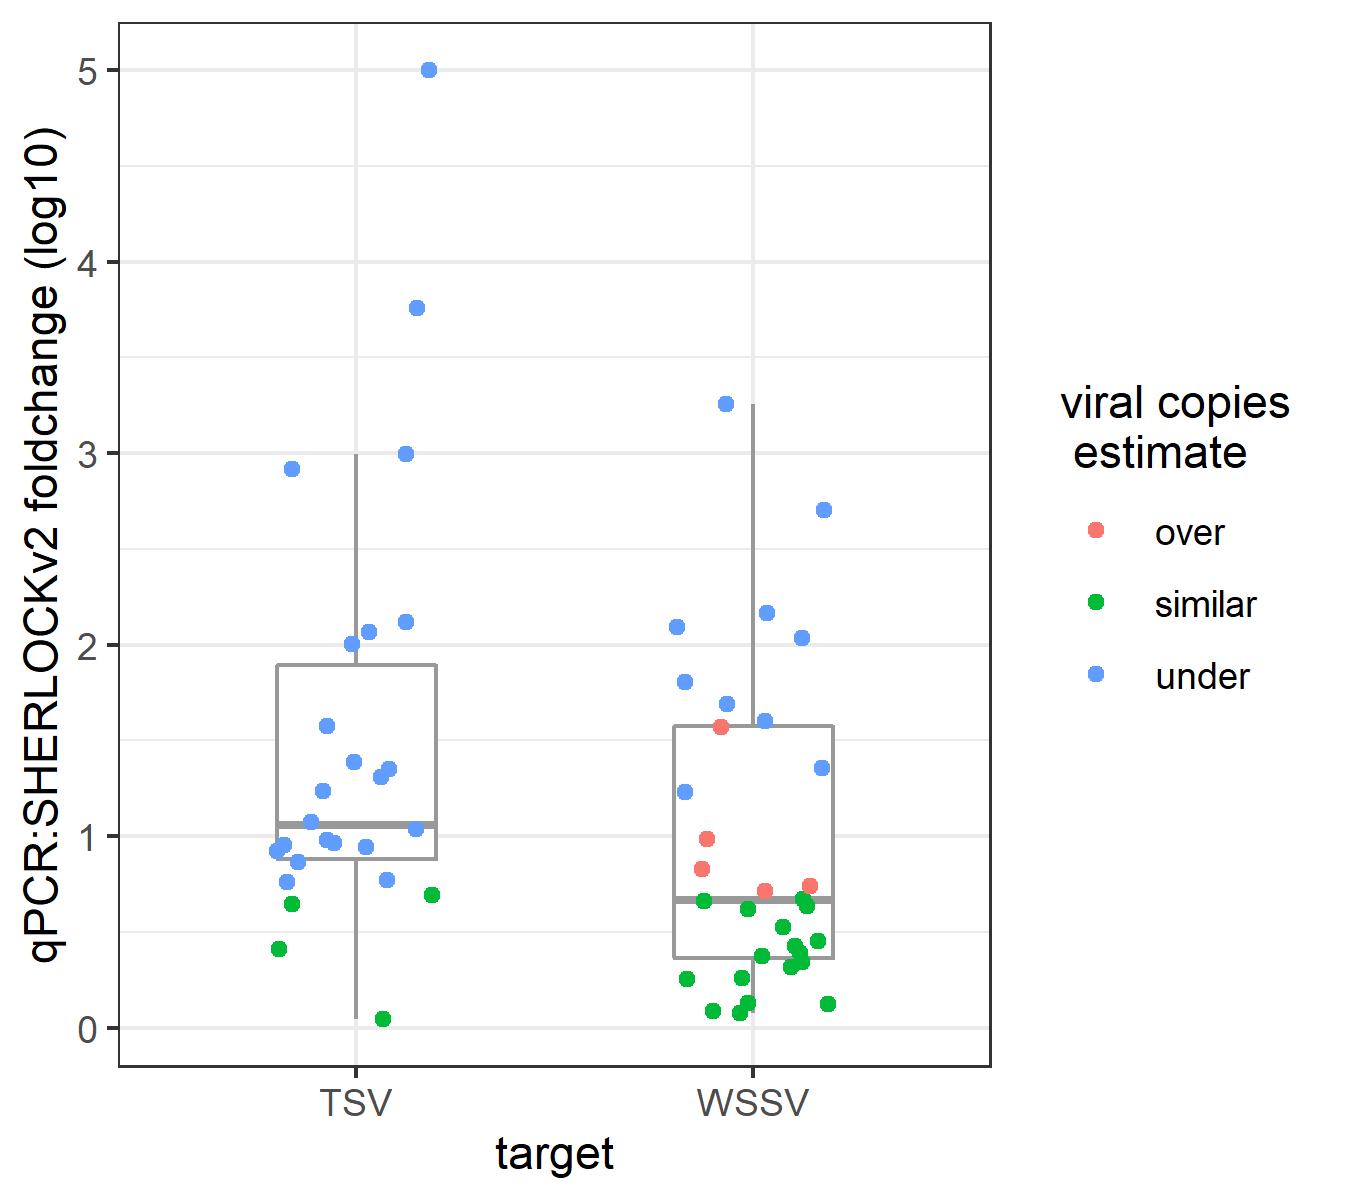 qPCR:SHERLOCKv2 foldchange (log10)
5
4
3
2
1
0
TSV
WSSV
target
viral copies
estimate
over
similar
under